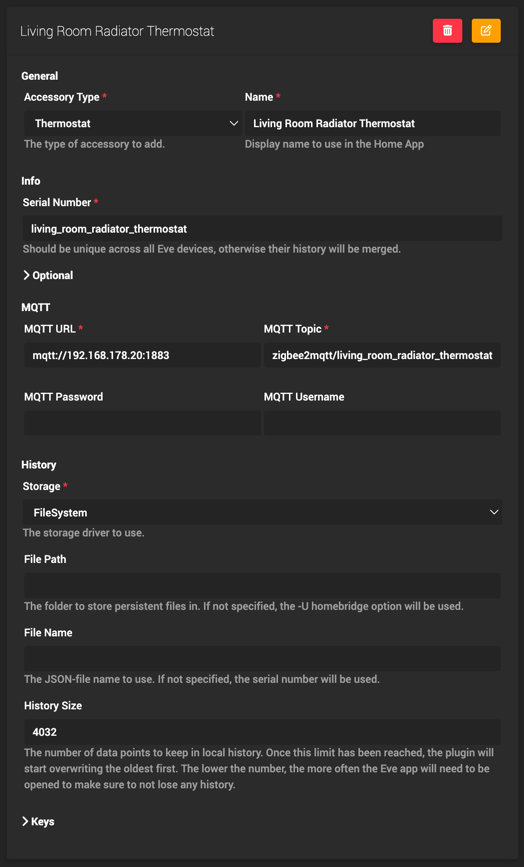 Living Room Radiator Thermostat
General
Accessory Type *
Name *
Thermostat
Living Room Radiator Thermostat
The type of accessory to add.
Display name to use in the Home App
Info
Serial Number *
living_room_radiator_thermostat
Should be unique across all Eve devices, otherwise their history will be merged.
Optional
MQTT
MQTT URL *
MQTT Topic *
mqtt://192.168.178.20:1883
zigbee2mqtt/living_room_radiator_thermostat
MQTT Password
MQTT Username
History
Storage *
FileSystem
The storage driver to use.
File Path
The folder to store persistent files in. If not specified, the -U homebridge option will be used.
File Name
The JSON-file name to use. If not specified, the serial number will be used.
History Size
4032
The number of data points to keep in local history. Once this limit has been reached, the plugin will
start overwriting the oldest first. The lower the number, the more often the Eve app will need to be
opened to make sure to not lose any history.
Keys